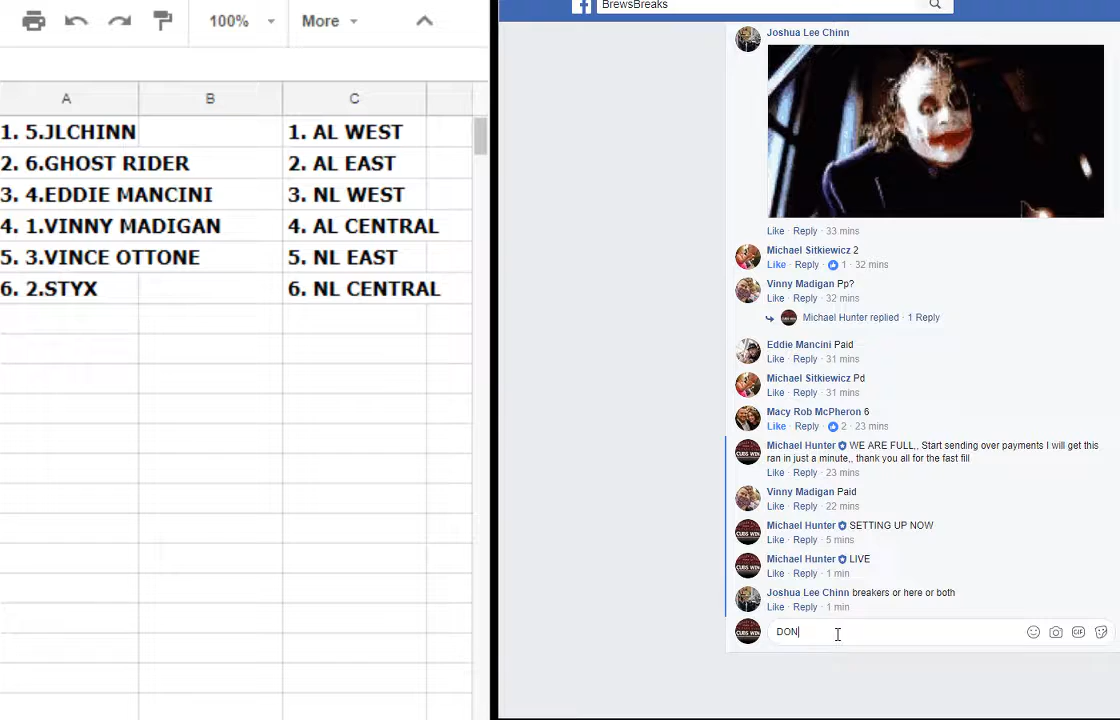 100%
More
A B C
1. 5.JLCHINN 1. AL WEST
2. 6.GHOST RIDER 2. AL EAST
3. 4.EDDIE MANCINI 3. NL WEST
4. 1.VINNY MADIGAN 4. AL CENTRAL
5. 3.VINCE OTTONE 5. NL EAST
6. 2.STYX 6. NL CENTRAL
BrewsBreaks
Joshua Lee Chinn
Like · Reply · 33 mins
Michael Sitkiewicz 2
Like · Reply · 1 · 32 mins
Vinny Madigan Pp?
Like · Reply · 32 mins
Michael Hunter replied · 1 Reply
Eddie Mancini Paid
Like · Reply · 31 mins
Michael Sitkiewicz Pd
Like · Reply · 31 mins
Macy Rob McPheron 6
Like · Reply · 2 · 23 mins
Michael Hunter WE ARE FULL,, Start sending over payments I will get this
ran in just a minute,, thank you all for the fast fill
Like · Reply · 23 mins
Vinny Madigan Paid
Like · Reply · 22 mins
Michael Hunter SETTING UP NOW
Like · Reply · 5 mins
Michael Hunter LIVE
Like · Reply · 1 min
Joshua Lee Chinn breakers or here or both
Like · Reply · 1 min
DON
GIF